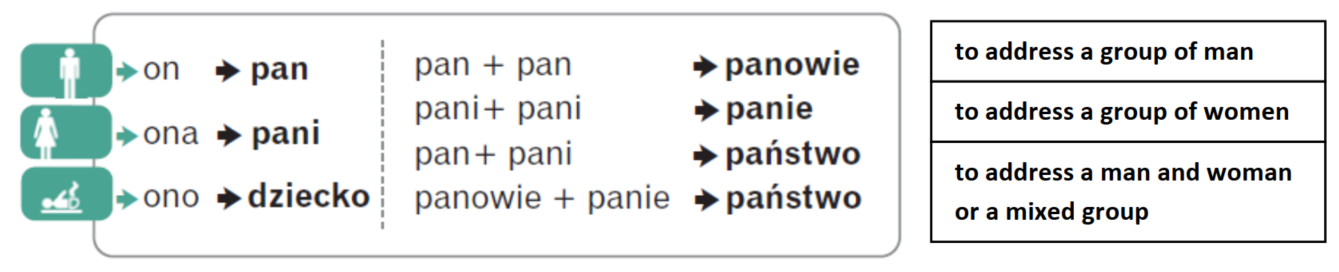 on → pan
ona → pani
ono → dziecko
pan + pan → panowie
pani+ pani → panie
pan+ pani → państwo
panowie + panie → państwo
to address a group of man
to address a group of women
to address a man and woman
or a mixed group